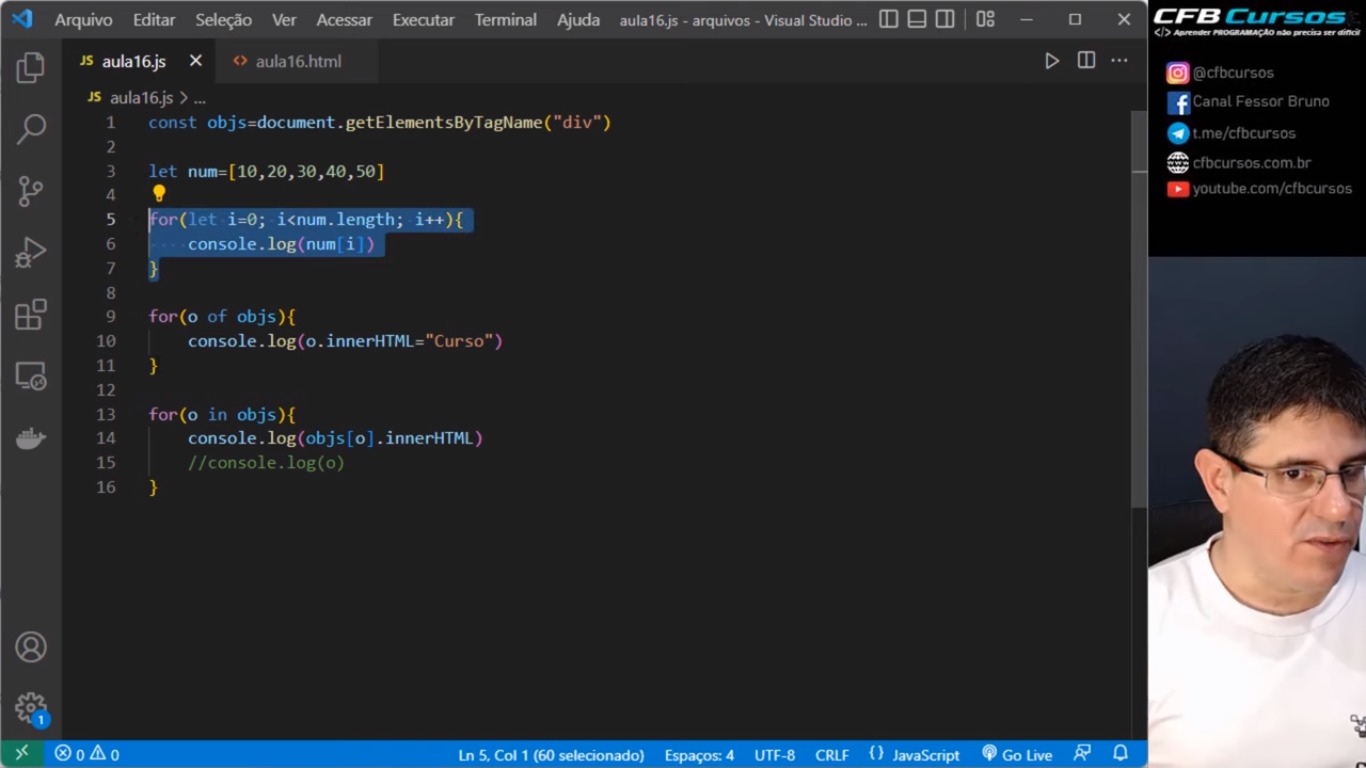 Arquivo Editar Seleção Ver Acessar Executar Terminal Ajuda aula16.js - arquivos - Visual Studio ...
JS aula16.js × <> aula16.html
JS aula16.js > ...
1 const objs=document.getElementsByTagName("div")
2
3 let num=[10,20,30,40,50]
4
5 for(let i=0; i<num.length; i++){
6 console.log(num[i])
7 }
8
9 for(o of objs){
10 console.log(o.innerHTML="Curso")
11 }
12
13 for(o in objs){
14 console.log(objs[o].innerHTML)
15 //console.log(o)
16 }
1
0 0 Ln 5, Col 1 (60 selecionado) Espaços: 4 UTF-8 CRLF {} JavaScript Go Live
CFB Cursos
</> Aprender PROGRAMAÇÃO não precisa ser difícil
@cfbcursos
Canal Fessor Bruno
t.me/cfbcursos
cfbcursos.com.br
youtube.com/cfbcursos